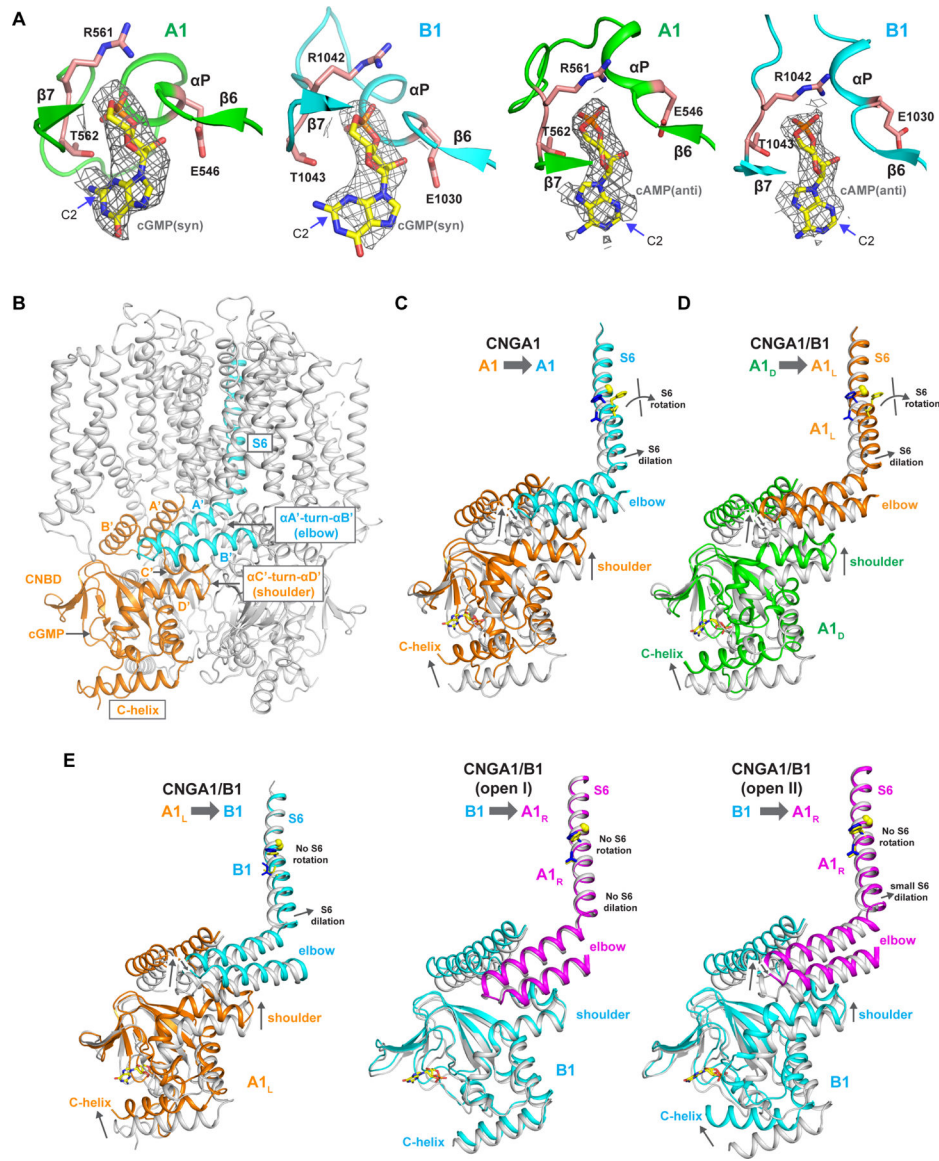 A
A1
R561
αP
β6
β7
T562
E546
C2
cGMP(syn)
B1
R1042
αP
β7
β6
T1043
E1030
C2
cGMP(syn)
A1
R561
αP
T562
E546
β6
β7
cAMP(anti)
C2
B1
R1042
αP
E1030
T1043
β6
β7
cAMP(anti)
C2
B
S6
A'
A'
B'
αA'-turn-αB'
(elbow)
B'
C'
CNBD
αC'-turn-αD'
(shoulder)
D'
cGMP
C-helix
C
CNGA1
A1 A1
S6
S6
rotation
S6
dilation
elbow
shoulder
C-helix
D
CNGA1/B1
A1D A1L
S6
S6
rotation
A1L
S6
dilation
elbow
shoulder
A1D
C-helix
E
CNGA1/B1
A1L B1
S6
No S6
rotation
B1
S6
dilation
elbow
shoulder
A1L
C-helix
CNGA1/B1
(open I)
B1 A1R
S6
No S6
rotation
A1R
No S6
dilation
elbow
shoulder
B1
C-helix
CNGA1/B1
(open II)
B1 A1R
S6
No S6
rotation
A1R
small S6
dilation
elbow
shoulder
B1
C-helix